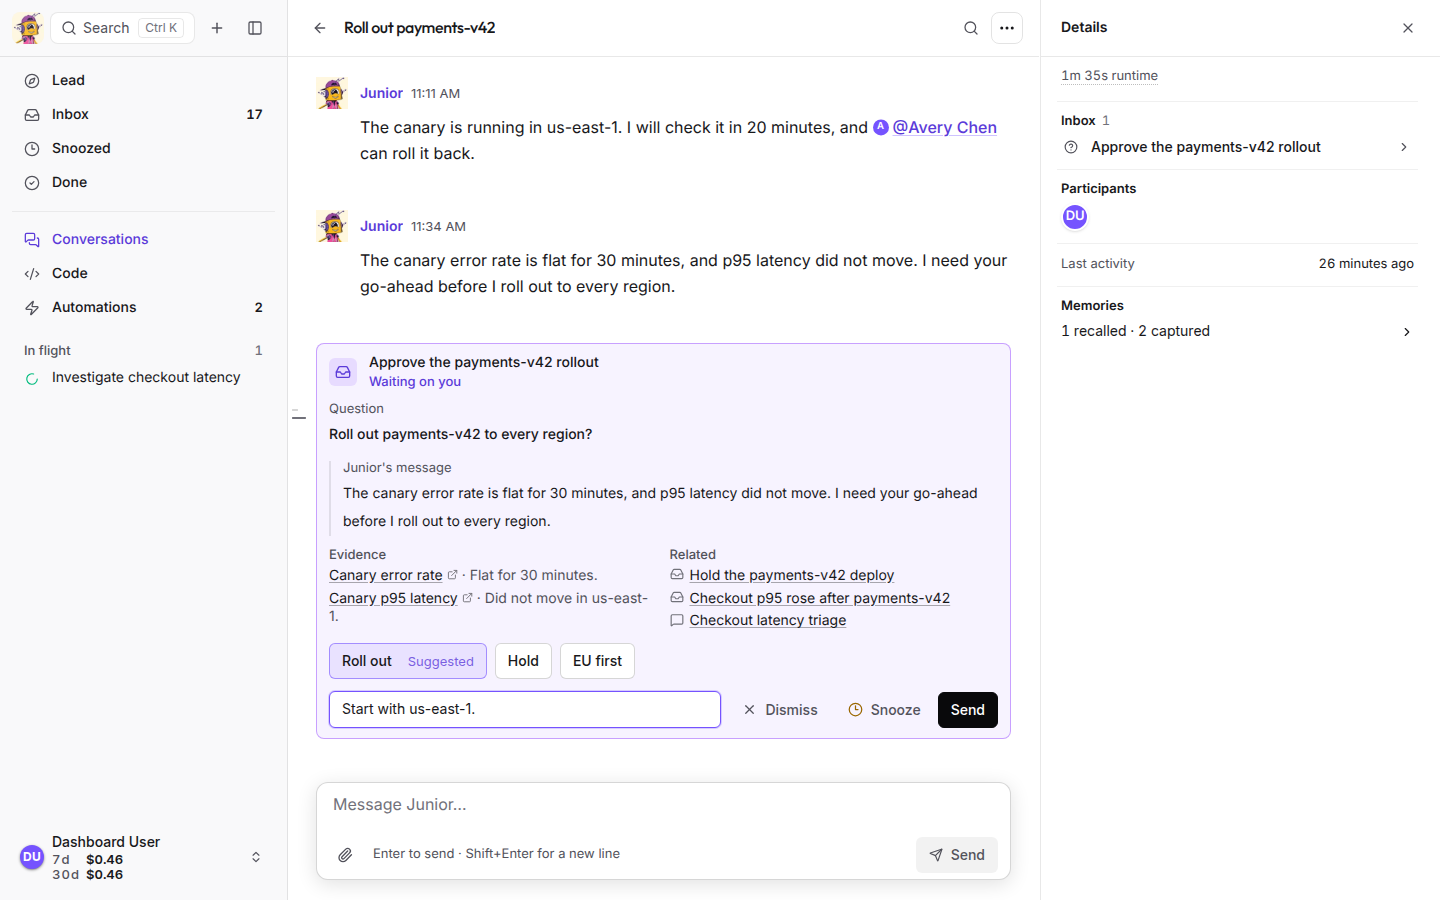 Search Ctrl K
Lead
Inbox 17
Snoozed
Done
Conversations
Code
Automations 2
In flight 1
Investigate checkout latency
DU
Dashboard User
7d $0.46
30d $0.46
Roll out payments-v42
Junior 11:11 AM
The canary is running in us-east-1. I will check it in 20 minutes, and A @Avery Chen
can roll it back.
Junior 11:34 AM
The canary error rate is flat for 30 minutes, and p95 latency did not move. I need your
go-ahead before I roll out to every region.
Approve the payments-v42 rollout
Waiting on you
Question
Roll out payments-v42 to every region?
Junior's message
The canary error rate is flat for 30 minutes, and p95 latency did not move. I need your go-ahead
before I roll out to every region.
Evidence
Canary error rate · Flat for 30 minutes.
Canary p95 latency · Did not move in us-east-
1.
Related
Hold the payments-v42 deploy
Checkout p95 rose after payments-v42
Checkout latency triage
Roll out Suggested Hold EU first
Start with us-east-1. Dismiss Snooze Send
Message Junior...
Enter to send · Shift+Enter for a new line Send
Details
1m 35s runtime
Inbox 1
Approve the payments-v42 rollout
Participants
DU
Last activity 26 minutes ago
Memories
1 recalled · 2 captured